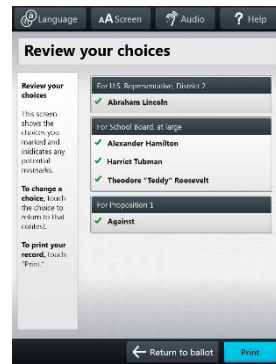 Language
AA Screen
Audio
? Help
Review your choices
Review your
choices
This screen
shows the
choices you
marked and
inidicates any
potential
mismarks.
To change a
choice, touch
the choice to
return to that
contest.
To print your
record, touch
"Print."
For U.S. Representative, District 2
Abraham Lincoln
For School Board, at large
Alexander Hamilton
Harriet Tubman
Theodore "Teddy" Roosevelt
For Proposition 1
Against
Return to ballot
Print